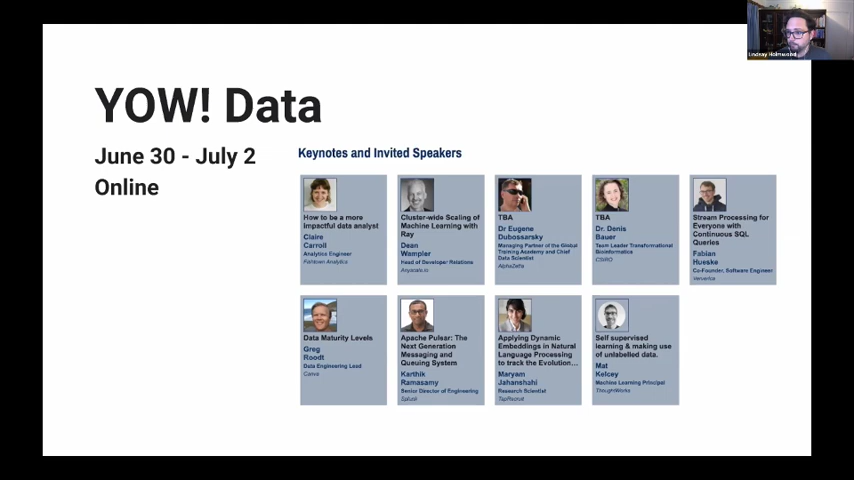 Lindsay Holmwood
YOW! Data
June 30 - July 2
Online
Keynotes and Invited Speakers
How to be a more
impactful data analyst
Claire
Carroll
Analytics Engineer
Fishtown Analytics
Cluster-wide Scaling of
Machine Learning with
Ray
Dean
Wampler
Head of Developer Relations
Anyscale.io
TBA
Dr Eugene
Dubossarsky
Managing Partner of the Global
Training Academy and Chief
Data Scientist
AlphaZetta
TBA
Dr. Denis
Bauer
Team Leader Transformational
Bioinformatics
CSIRO
Stream Processing for
Everyone with
Continuous SQL
Queries
Fabian
Hueske
Co-Founder, Software Engineer
Ververica
Data Maturity Levels
Greg
Roodt
Data Engineering Lead
Canva
Apache Pulsar: The
Next Generation
Messaging and
Queuing System
Karthik
Ramasamy
Senior Director of Engineering
Splunk
Applying Dynamic
Embeddings in Natural
Language Processing
to track the Evolution...
Maryam
Jahanshahi
Research Scientist
TapRecruit
Self supervised
learning & making use
of unlabelled data.
Mat
Kelcey
Machine Learning Principal
ThoughtWorks